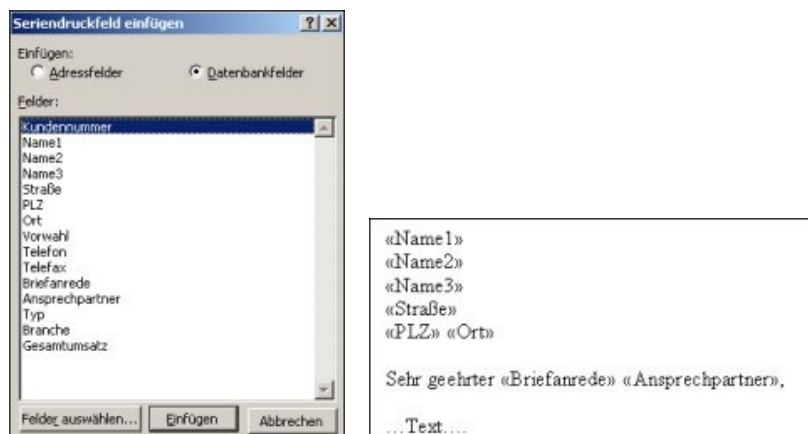 Seriendruckfeld einfügen
Einfügen:
Adressfelder Datenbankfelder
Felder:
Kundennummer
Name1
Name2
Name3
Straße
PLZ
Ort
Vorwahl
Telefon
Telefax
Briefanrede
Ansprechpartner
Typ
Branche
Gesamtumsatz
Felder auswählen... Einfügen Abbrechen
«Name1»
«Name2»
«Name3»
«Straße»
«PLZ» «Ort»
Sehr geehrter «Briefanrede» «Ansprechpartner»,
...Text....